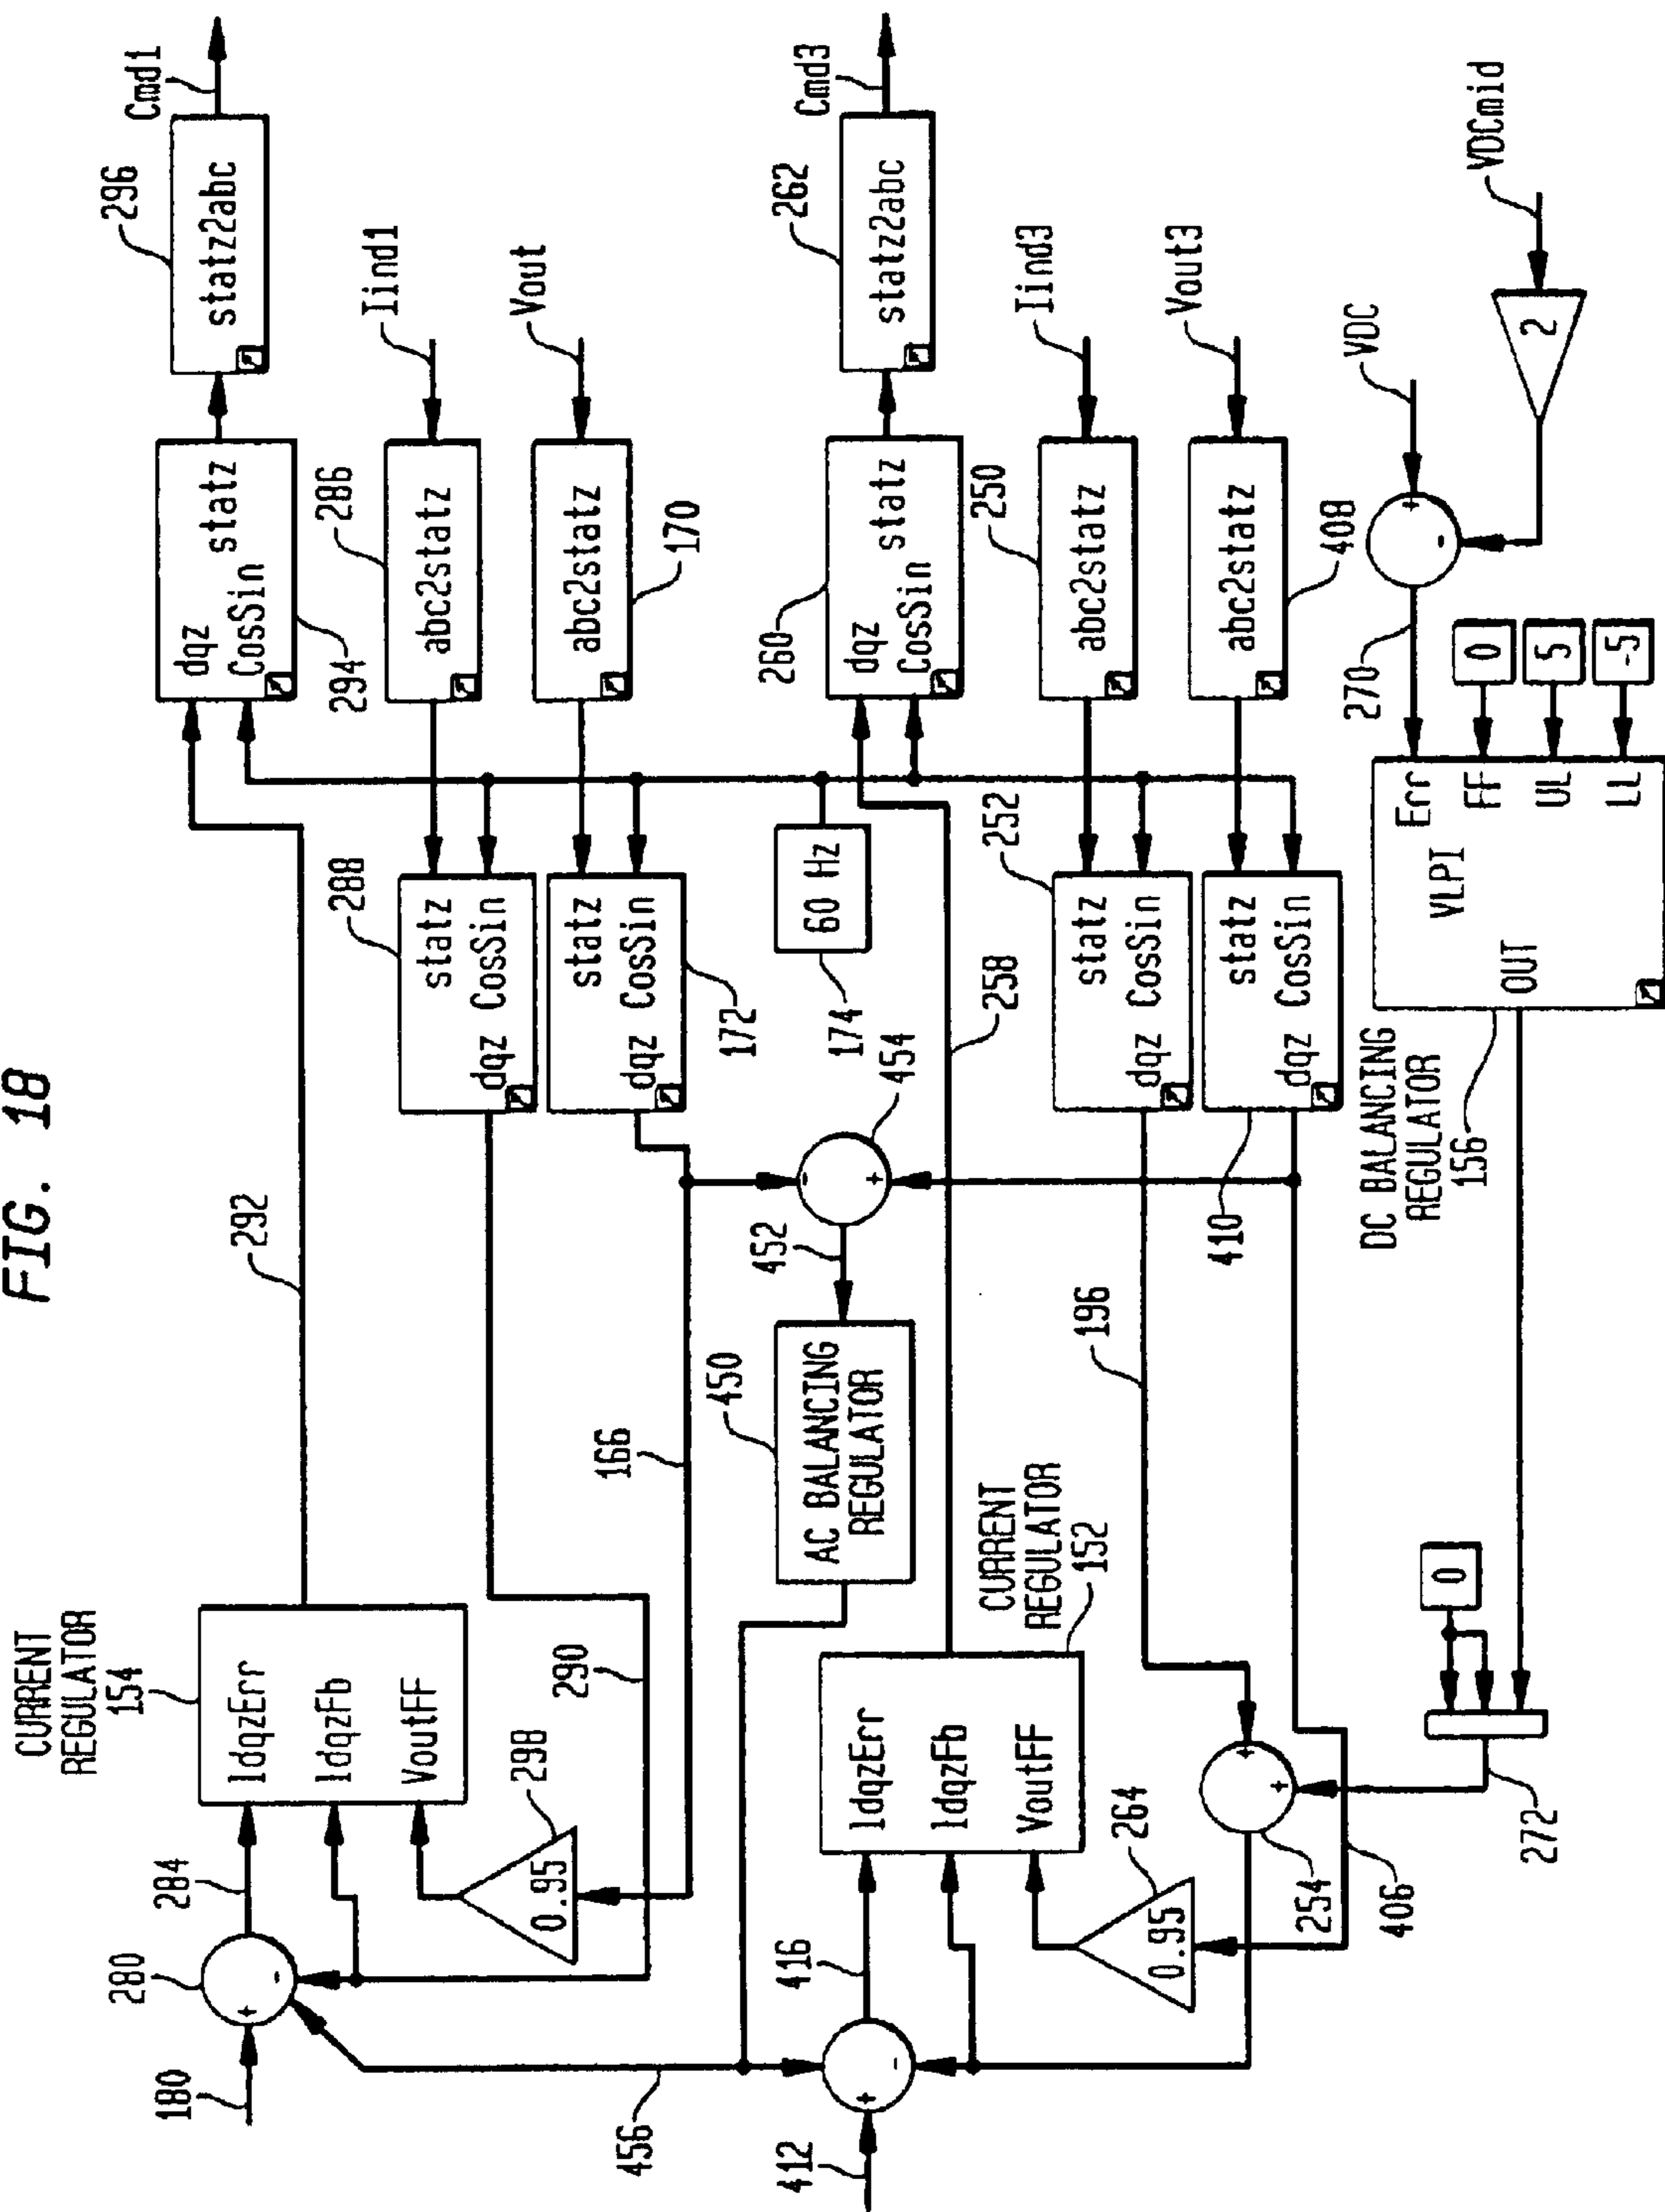 FIG. 18
CURRENT
REGULATOR
154
180
280
284
IdqzErr
IdqzFb
VoutFF
292
dqz statz
CosSin
294
statz2abc
296
Cmd1
298
0.95
290
166
statz
dqz CosSin
288
abc2statz
286
Iind1
statz
dqz CosSin
172
abc2statz
170
Vout
456
AC BALANCING
REGULATOR
450
452
454
60 Hz
174
412
416
CURRENT
REGULATOR
152
IdqzErr
IdqzFb
VoutFF
258
dqz statz
CosSin
260
statz2abc
262
Cmd3
264
0.95
254
406
196
statz
dqz CosSin
252
abc2statz
250
Iind3
statz
dqz CosSin
410
abc2statz
408
Vout3
272
0
DC BALANCING
REGULATOR
156
OUT
VLPI
Err
FF
UL
LL
270
0
5
-5
VDC
2
VDCmid